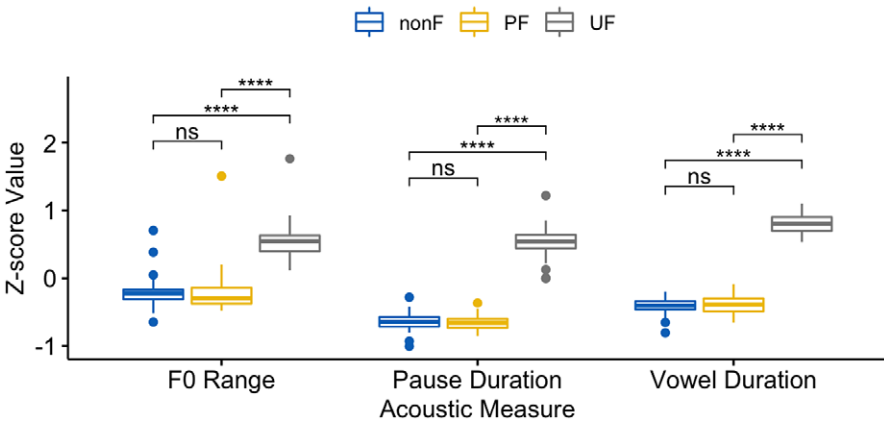 nonF PF UF
****
****
ns
****
****
ns
****
****
ns
Z-score Value
2
1
0
-1
F0 Range Pause Duration Vowel Duration
Acoustic Measure